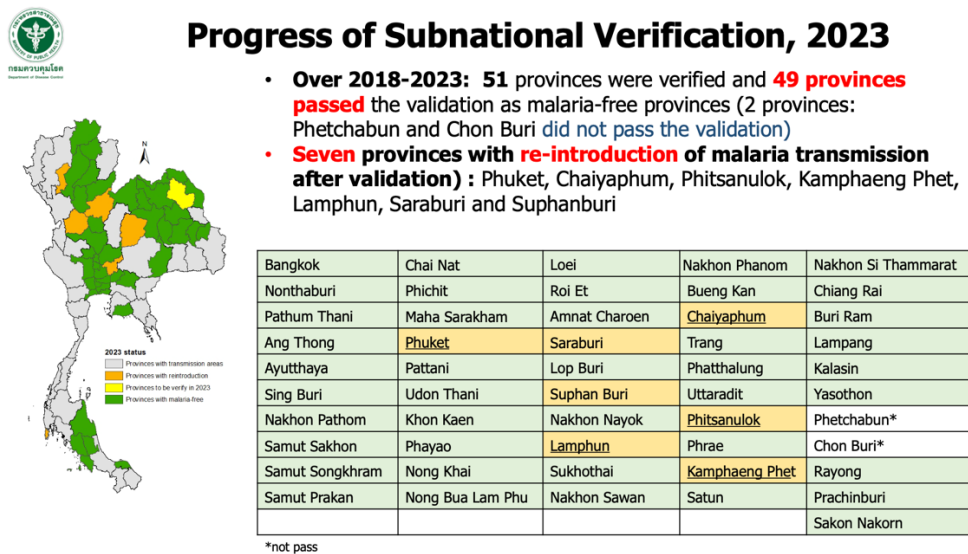 กรมควบคุมโรค
Department of Disease Control
Progress of Subnational Verification, 2023
• Over 2018-2023: 51 provinces were verified and 49 provinces
passed the validation as malaria-free provinces (2 provinces:
Phetchabun and Chon Buri did not pass the validation)
• Seven provinces with re-introduction of malaria transmission
after validation) : Phuket, Chaiyaphum, Phitsanulok, Kamphaeng Phet,
Lamphun, Saraburi and Suphanburi
N
2023 status
Provinces with transmission areas
Provinces with reintroduction
Provinces to be verify in 2023
Provinces with malaria-free
Bangkok Chai Nat Loei Nakhon Phanom Nakhon Si Thammarat
Nonthaburi Phichit Roi Et Bueng Kan Chiang Rai
Pathum Thani Maha Sarakham Amnat Charoen Chaiyaphum Buri Ram
Ang Thong Phuket Saraburi Trang Lampang
Ayutthaya Pattani Lop Buri Phatthalung Kalasin
Sing Buri Udon Thani Suphan Buri Uttaradit Yasothon
Nakhon Pathom Khon Kaen Nakhon Nayok Phitsanulok Phetchabun*
Samut Sakhon Phayao Lamphun Phrae Chon Buri*
Samut Songkhram Nong Khai Sukhothai Kamphaeng Phet Rayong
Samut Prakan Nong Bua Lam Phu Nakhon Sawan Satun Prachinburi
Sakon Nakorn
*not pass